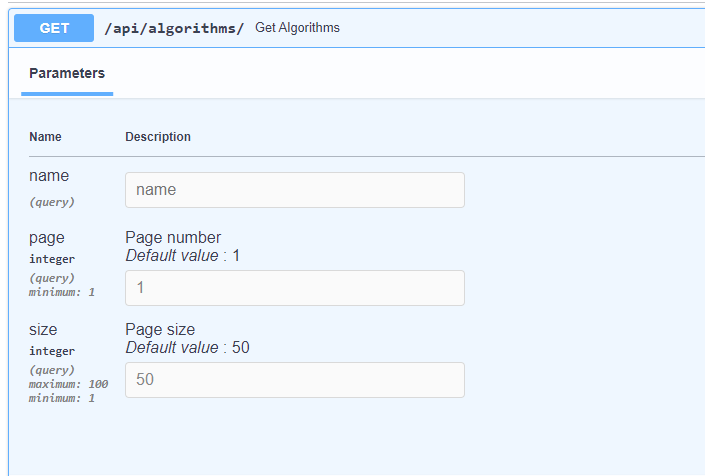 GET /api/algorithms/ Get Algorithms
Parameters
Name Description
name
(query)
name
page
integer
(query)
minimum: 1
Page number
Default value : 1
1
size
integer
(query)
maximum: 100
minimum: 1
Page size
Default value : 50
50